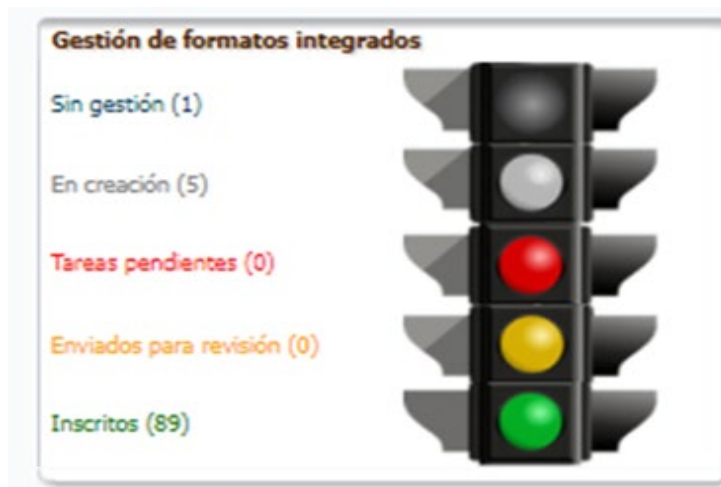 Gestión de formatos integrados
Sin gestión (1)
En creación (5)
Tareas pendientes (0)
Enviados para revisión (0)
Inscritos (89)